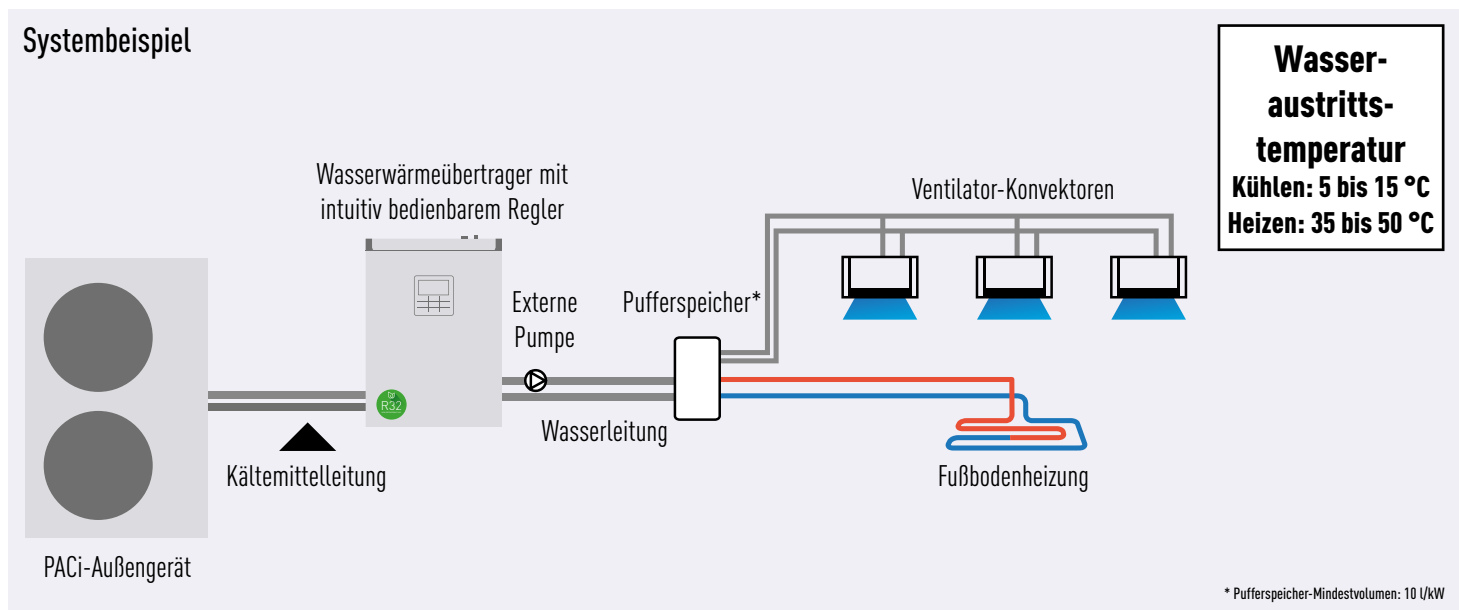 Systembeispiel
Wasser-
austritts-
temperatur
Kühlen: 5 bis 15 °C
Heizen: 35 bis 50 °C
Wasserwärmeübertrager mit
intuitiv bedienbarem Regler
Ventilator-Konvektoren
Externe
Pumpe
Pufferspeicher*
R32
Wasserleitung
Kältemittelleitung
Fußbodenheizung
PACi-Außengerät
* Pufferspeicher-Mindestvolumen: 10 l/kW